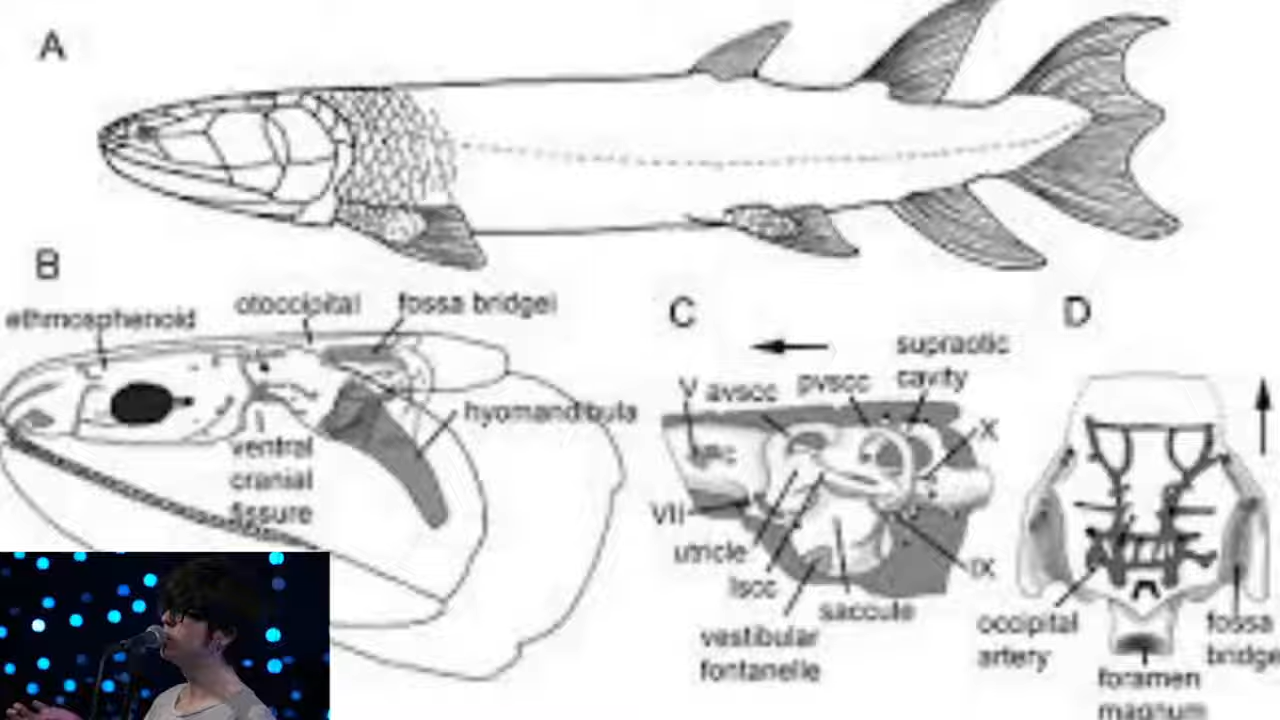 A
B
ethmosphenoid
otoccipital
fossa bridgei
hyomandibula
ventral
cranial
fissure
C
V avscc pvscc
supraotic
cavity
X
VII
utricle
lscc
vestibular
fontanelle
saccule
IX
D
occipital
artery
foramen
magnum
fossa
bridge